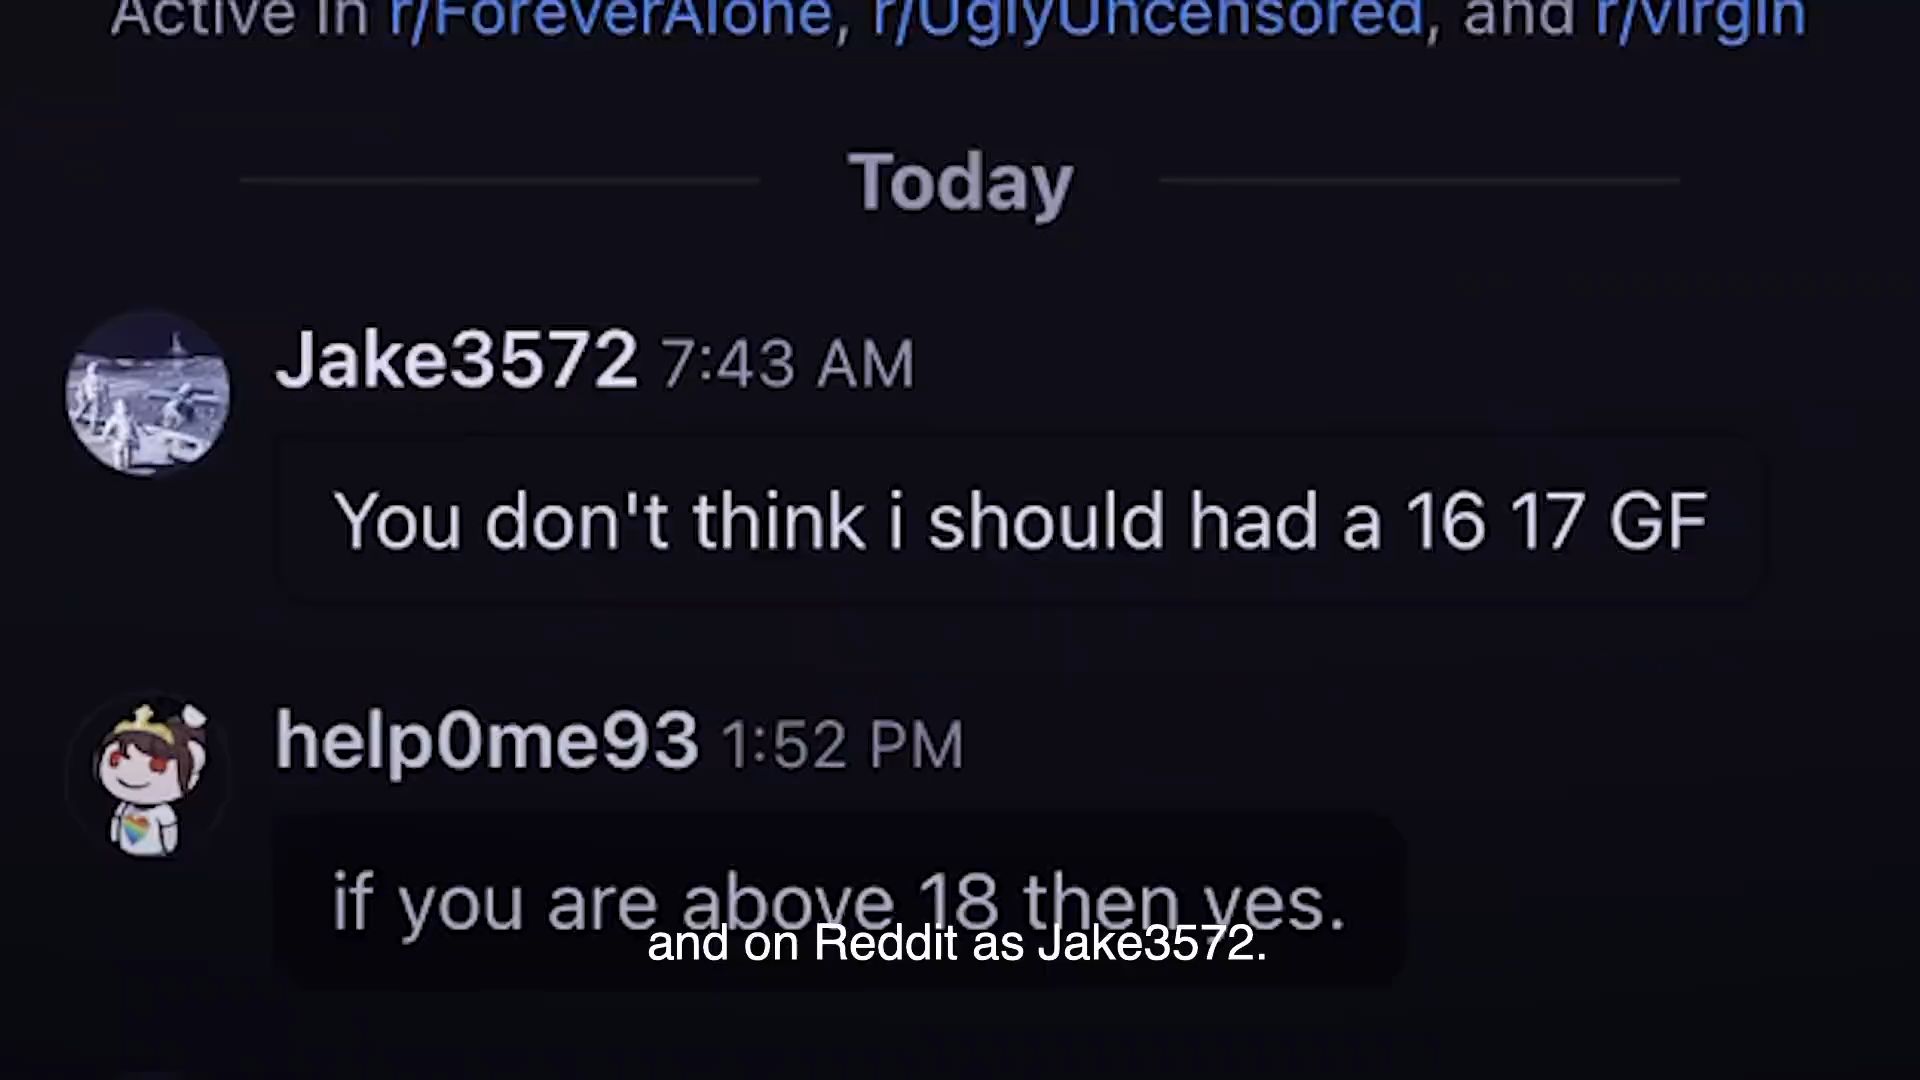 Active in r/ForeverAlone, r/UglyUncensored, and r/virgin
Today
Jake3572 7:43 AM
You don't think i should had a 16 17 GF
help0me93 1:52 PM
if you are above 18 then yes.
and on Reddit as Jake3572.